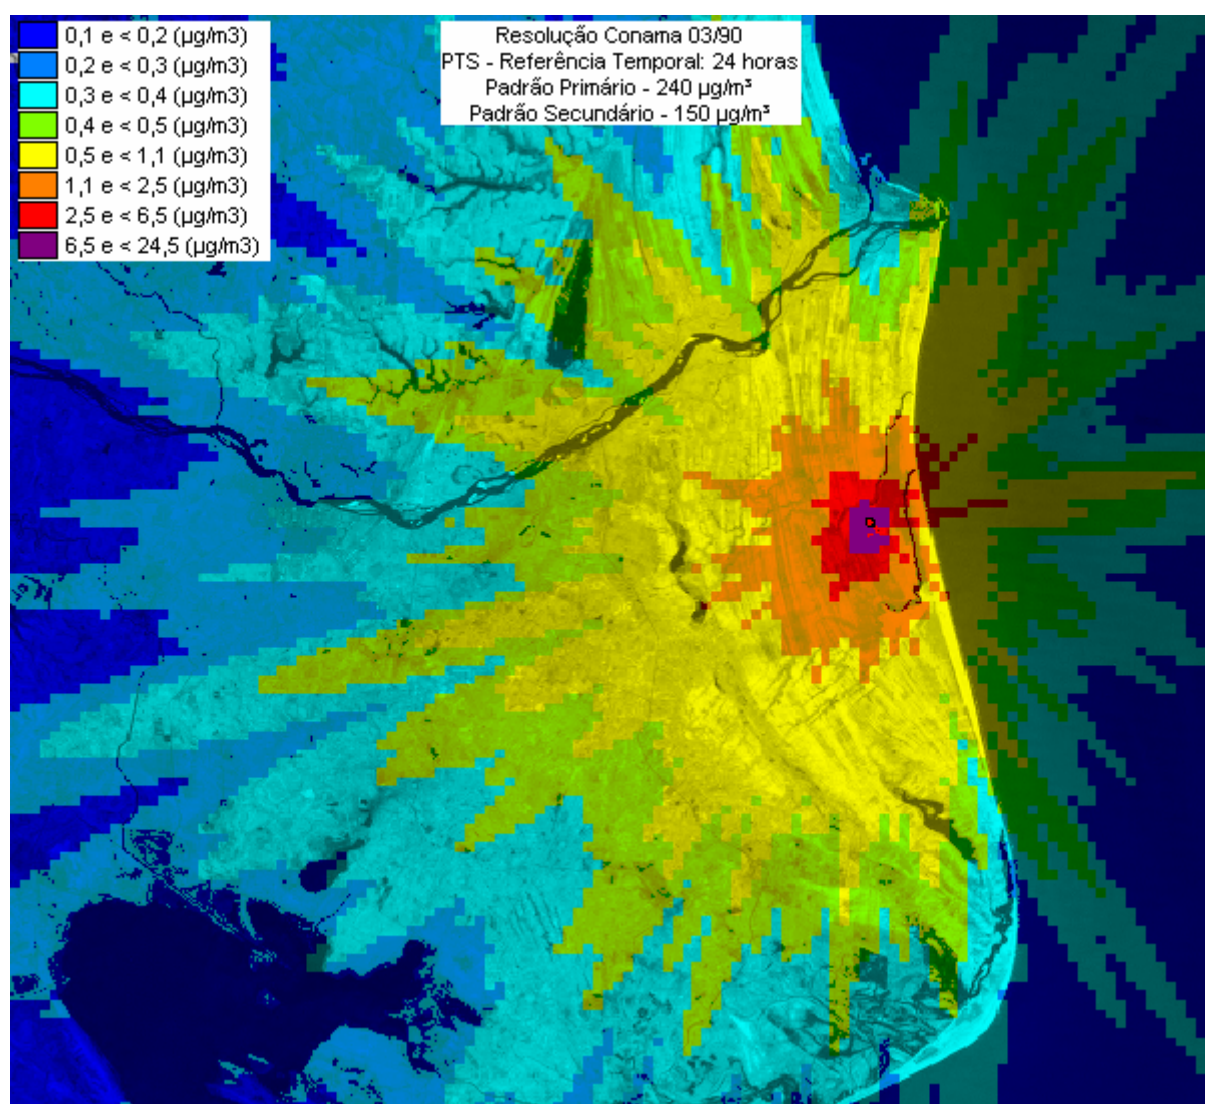 0,1 e < 0,2 (µg/m3)
0,2 e < 0,3 (µg/m3)
0,3 e < 0,4 (µg/m3)
0,4 e < 0,5 (µg/m3)
0,5 e < 1,1 (µg/m3)
1,1 e < 2,5 (µg/m3)
2,5 e < 6,5 (µg/m3)
6,5 e < 24,5 (µg/m3)
Resolução Conama 03/90
PTS - Referência Temporal: 24 horas
Padrão Primário - 240 µg/m³
Padrão Secundário - 150 µg/m³